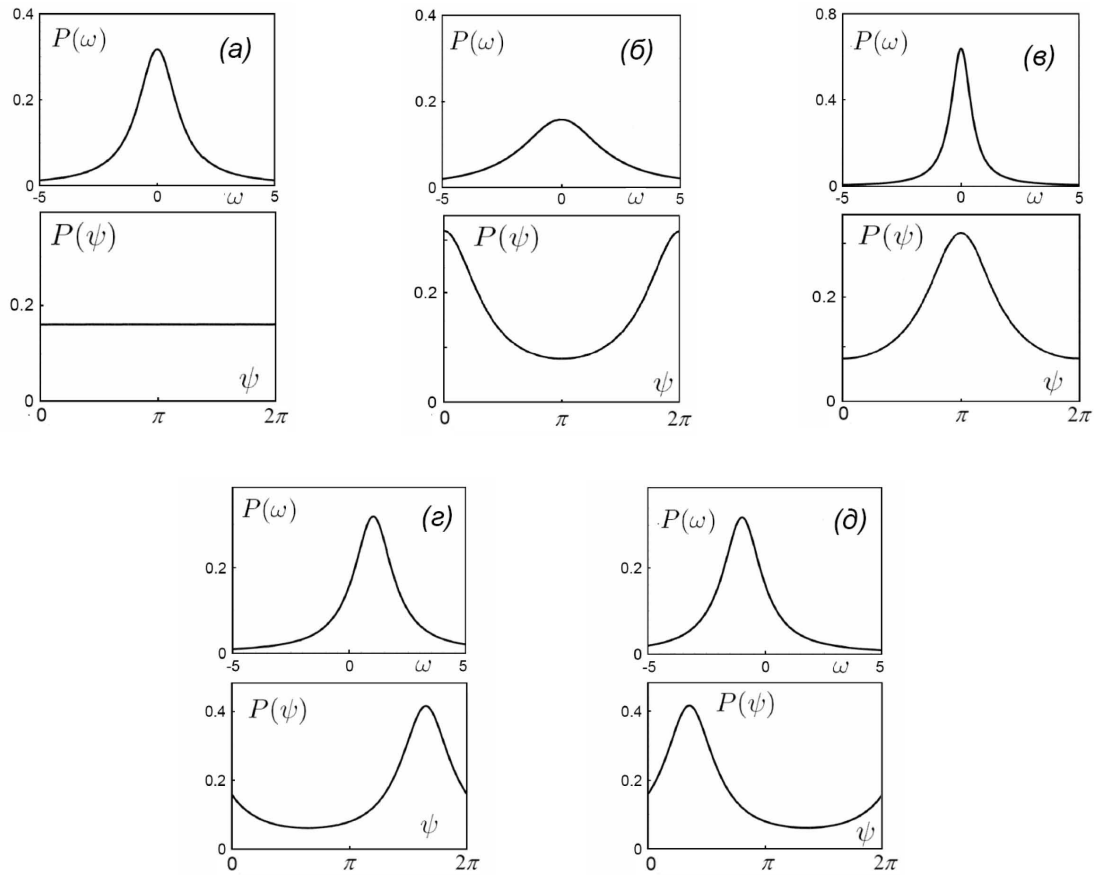 0.4 0.4 0.8
P(ω) (а) P(ω) (б) P(ω) (в)
0.2 0.2 0.4
0 0 0
-5 0 ω 5 -5 0 ω 5 -5 0 ω 5
P(ψ) P(ψ) P(ψ)
0.2 0.2 0.2
ψ ψ ψ
0 0 0
0 π 2π 0 π 2π 0 π 2π
P(ω) (г) P(ω) (д)
0.2 0.2
0 0
-5 0 ω 5 -5 0 ω 5
0.4 P(ψ) 0.4 P(ψ)
0.2 0.2
ψ ψ
0 0
0 π 2π 0 π 2π